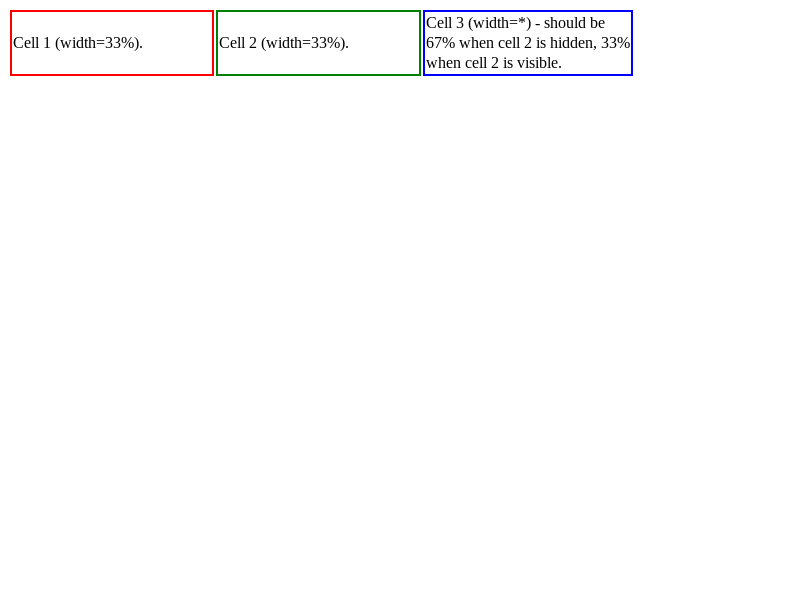 Cell 1 (width=33%).
Cell 2 (width=33%).
Cell 3 (width=*) - should be
67% when cell 2 is hidden, 33%
when cell 2 is visible.